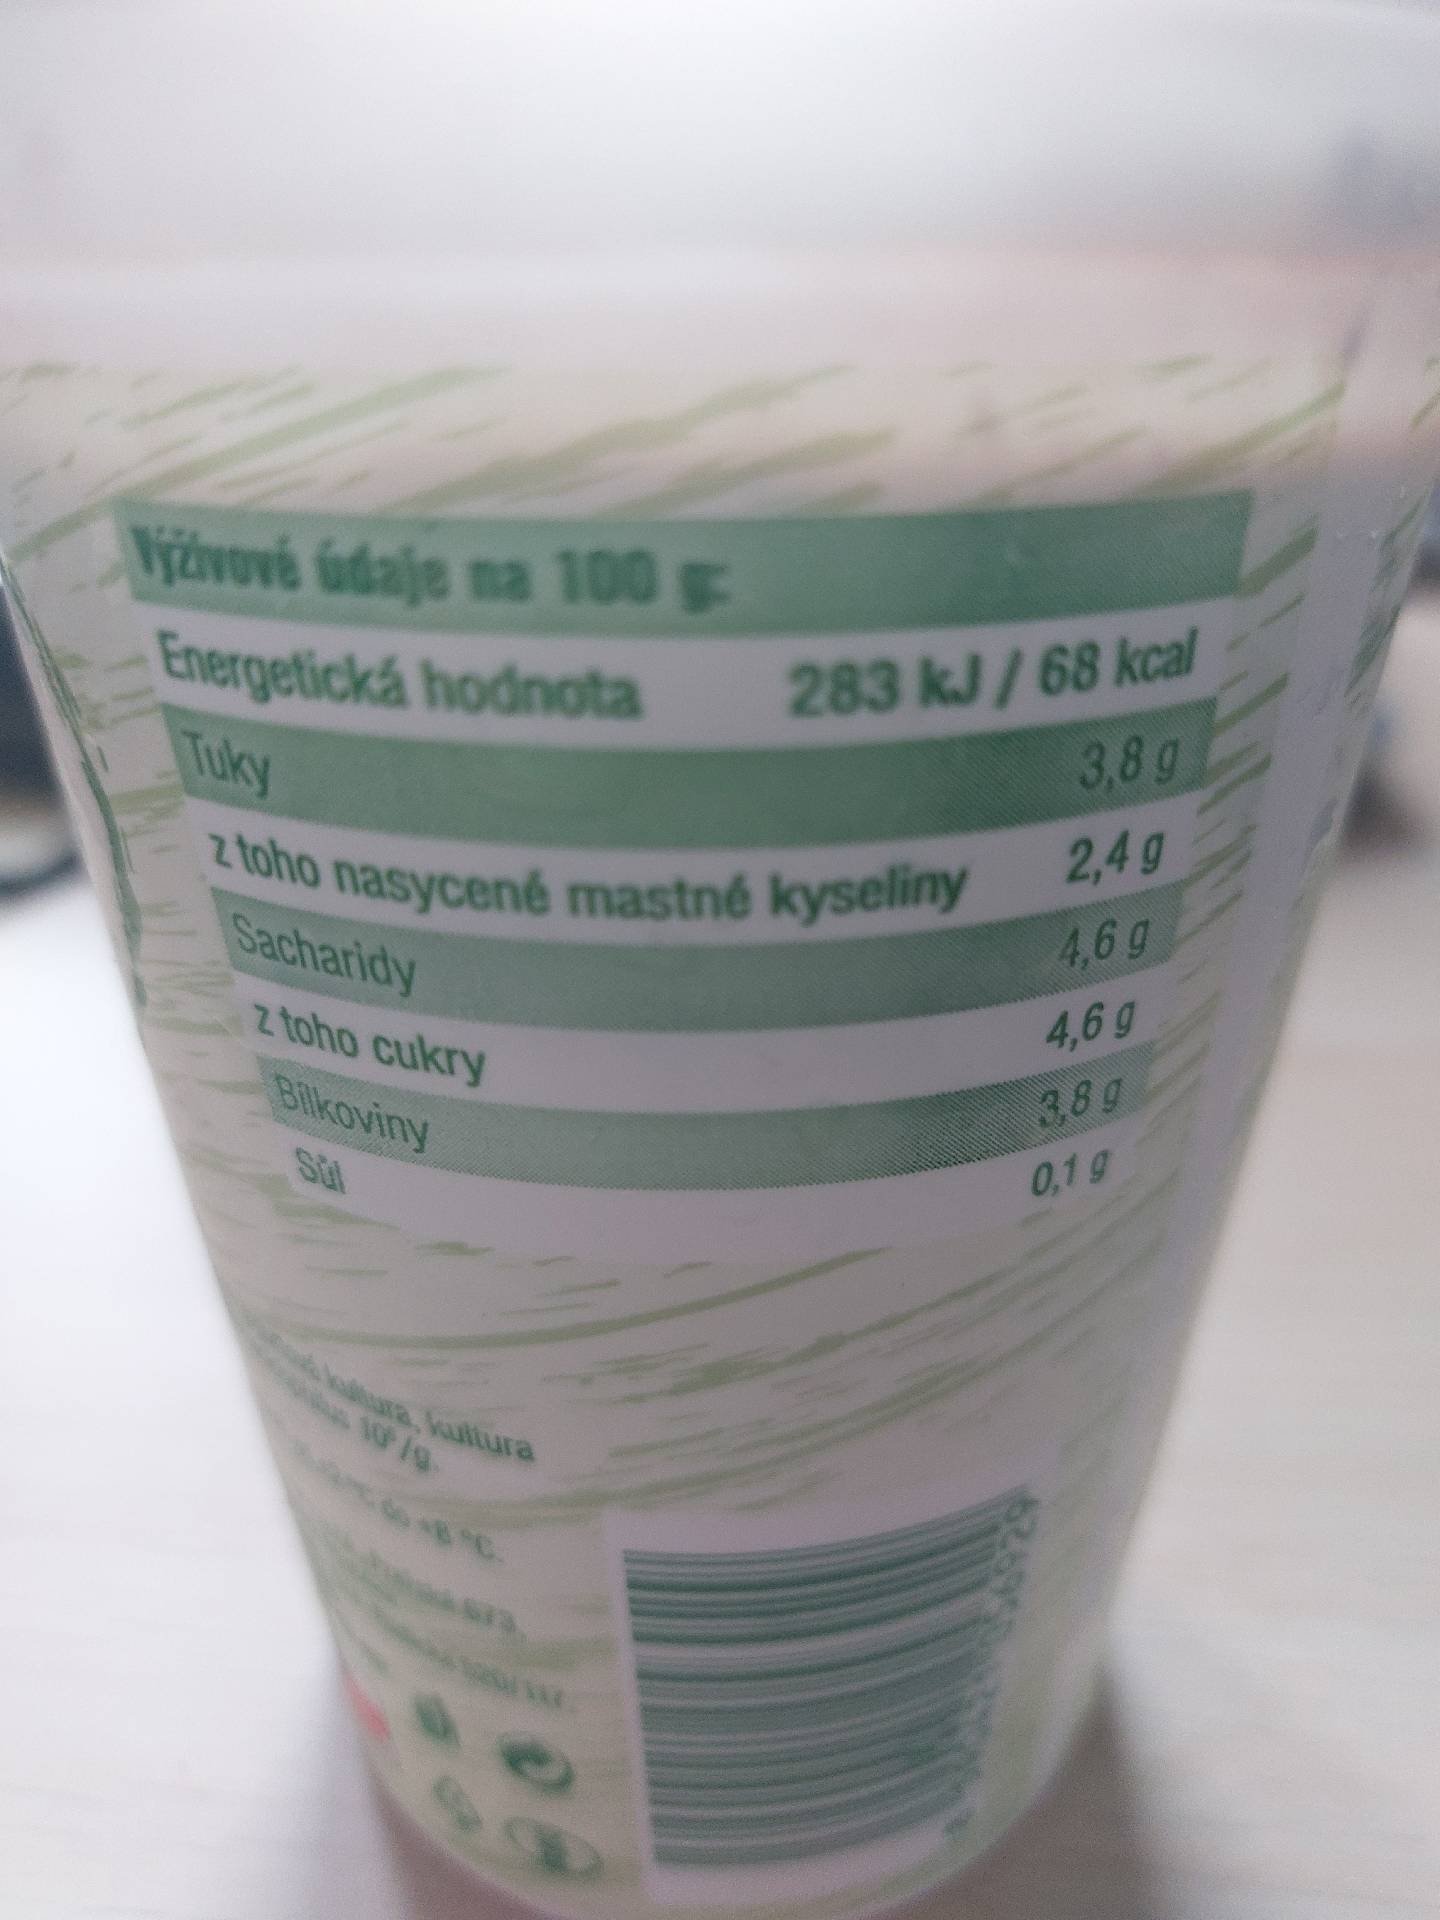 Výživové údaje na 100 g:
Energetická hodnota 283 kJ / 68 kcal
Tuky 3,8 g
z toho nasycené mastné kyseliny 2,4 g
Sacharidy 4,6 g
z toho cukry 4,6 g
Bílkoviny 3,8 g
Sůl 0,1 g
kultura, kultura
/g.
°C.